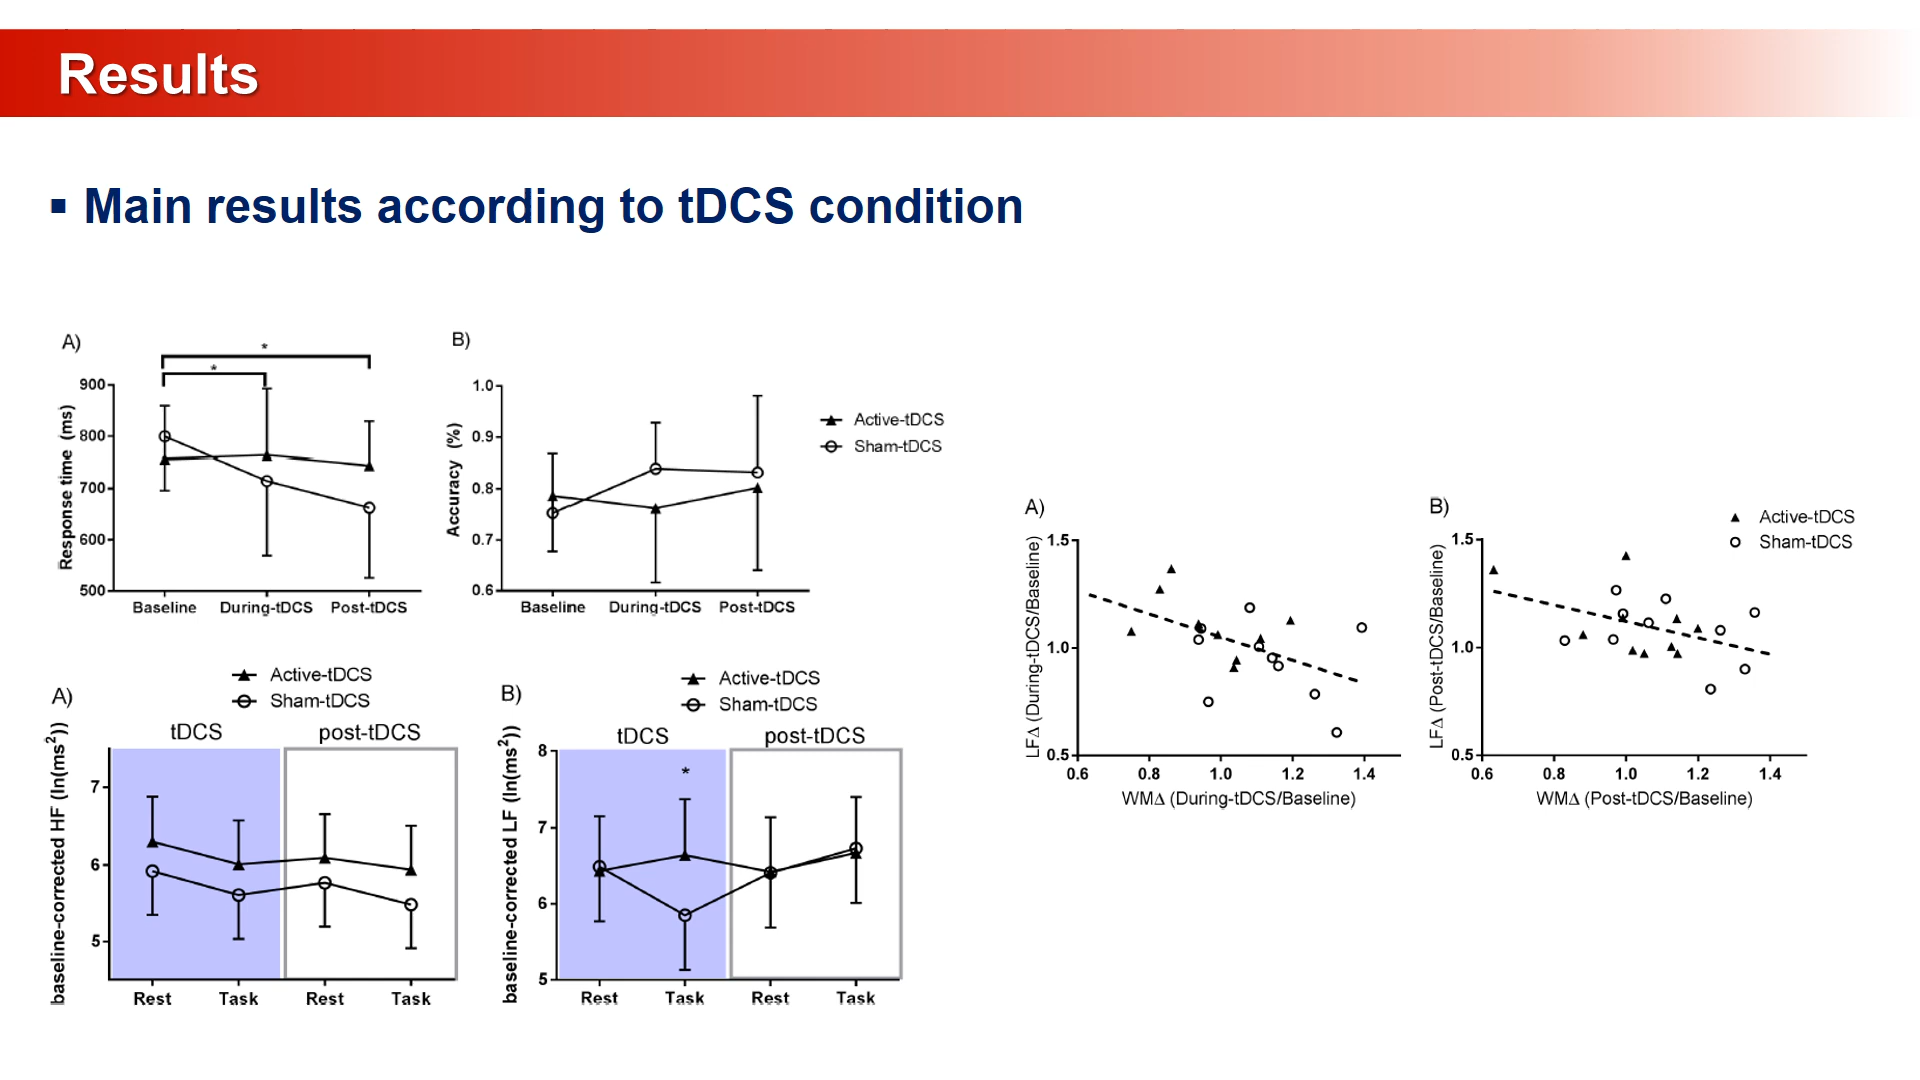 Results
▪ Main results according to tDCS condition
A)
*
*
Response time (ms)
900
800
700
600
500
Baseline During-tDCS Post-tDCS
B)
Accuracy (%)
1.0
0.9
0.8
0.7
0.6
Baseline During-tDCS Post-tDCS
Active-tDCS
Sham-tDCS
A)
Active-tDCS
Sham-tDCS
tDCS post-tDCS
baseline-corrected HF (ln(ms²))
7
6
5
Rest Task Rest Task
B)
Active-tDCS
Sham-tDCS
tDCS post-tDCS
*
baseline-corrected LF (ln(ms²))
8
7
6
5
Rest Task Rest Task
A)
LFΔ (During-tDCS/Baseline)
1.5
1.0
0.5
0.6 0.8 1.0 1.2 1.4
WMΔ (During-tDCS/Baseline)
B)
Active-tDCS
Sham-tDCS
LFΔ (Post-tDCS/Baseline)
1.5
1.0
0.5
0.6 0.8 1.0 1.2 1.4
WMΔ (Post-tDCS/Baseline)